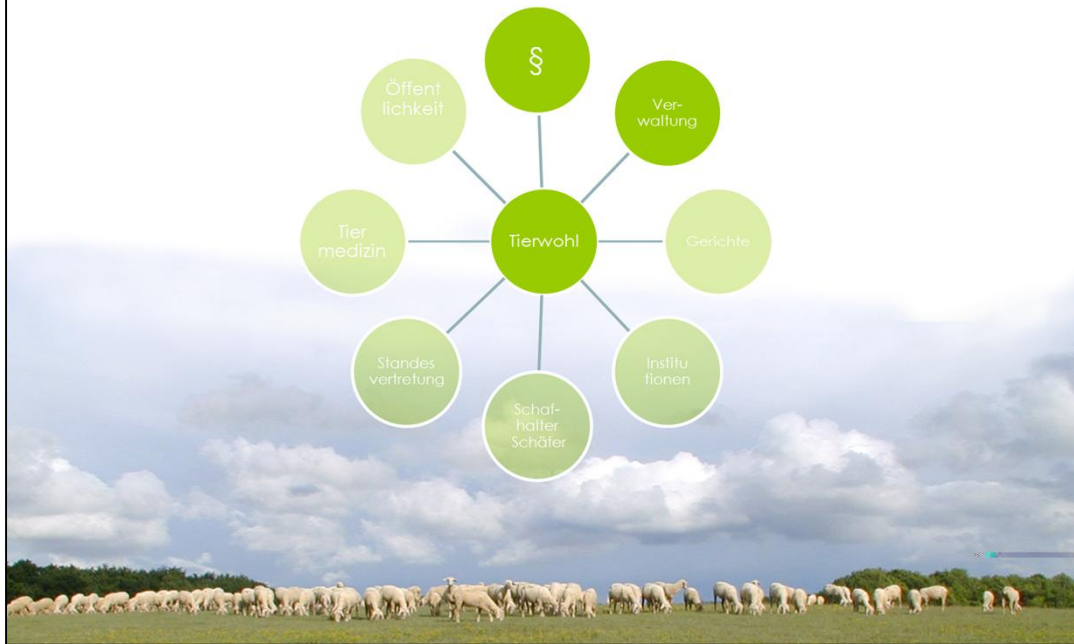 §
Öffent
lichkeit
Ver-
waltung
Tier
medizin
Tierwohl
Gerichte
Standes
vertretung
Institu
tionen
Schaf-
halter
Schäfer